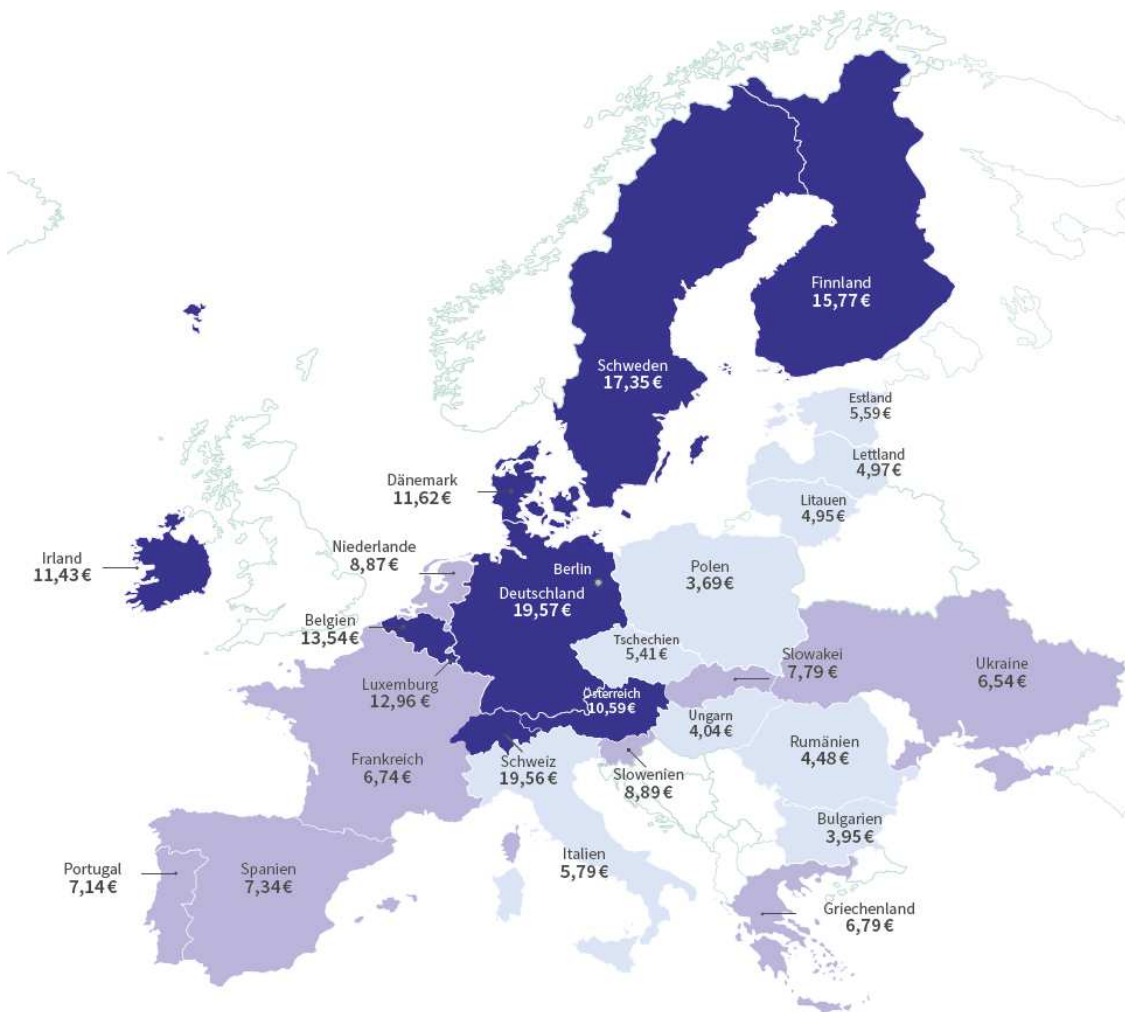 Finnland
15,77 €
Schweden
17,35 €
Estland
5,59 €
Lettland
4,97 €
Litauen
4,95 €
Dänemark
11,62 €
Irland
11,43 €
Niederlande
8,87 €
Berlin
Deutschland
19,57 €
Polen
3,69 €
Belgien
13,54 €
Tschechien
5,41 €
Slowakei
7,79 €
Ukraine
6,54 €
Luxemburg
12,96 €
Österreich
10,59 €
Ungarn
4,04 €
Rumänien
4,48 €
Frankreich
6,74 €
Schweiz
19,56 €
Slowenien
8,89 €
Bulgarien
3,95 €
Portugal
7,14 €
Spanien
7,34 €
Italien
5,79 €
Griechenland
6,79 €